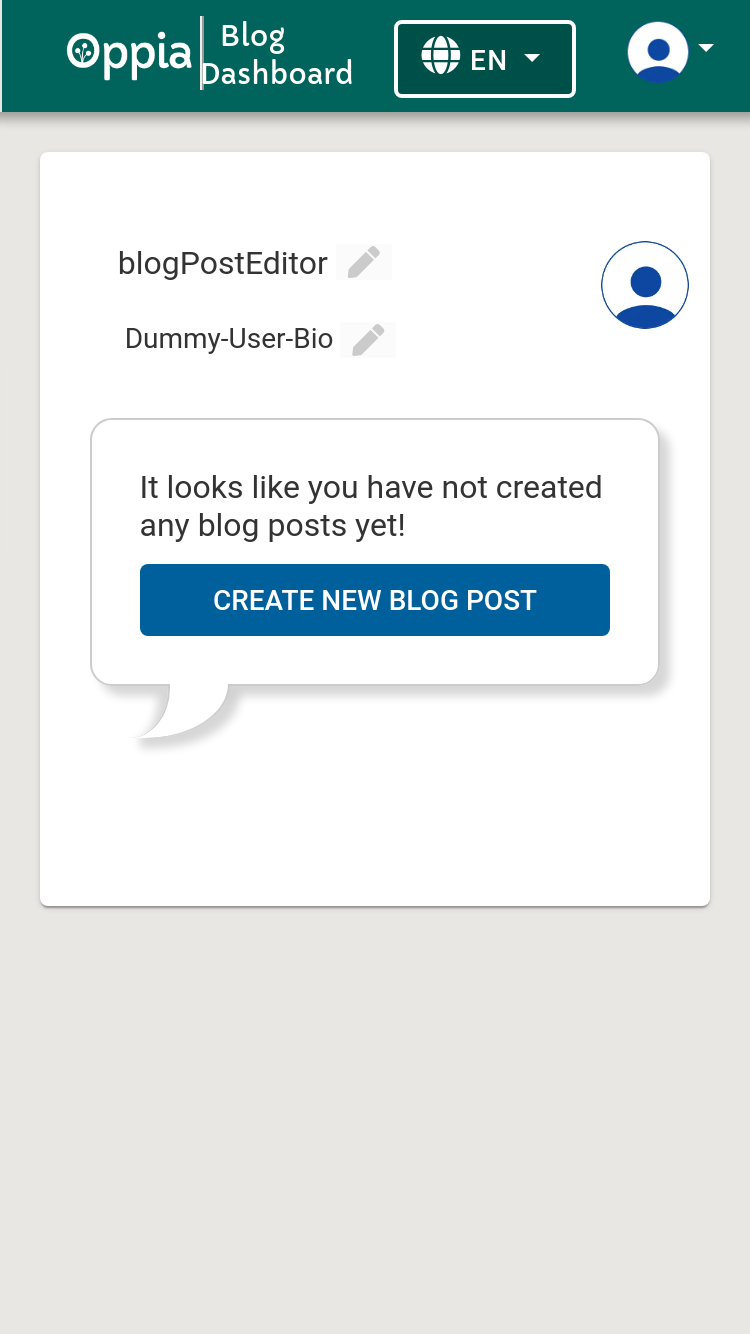 Oppia
Blog
Dashboard
EN
blogPostEditor
Dummy-User-Bio
It looks like you have not created
any blog posts yet!
CREATE NEW BLOG POST